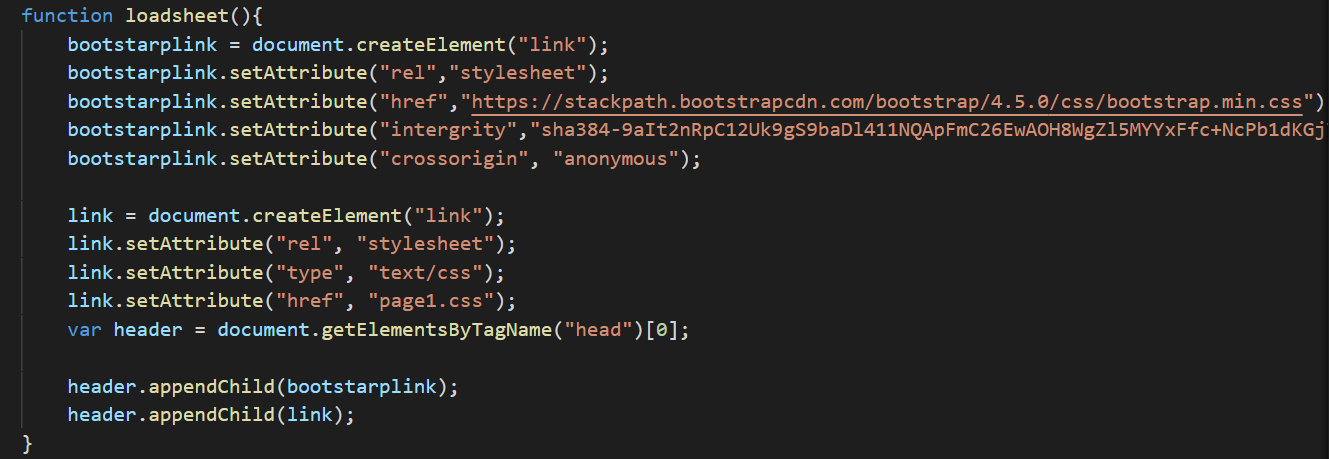 function loadsheet(){
bootstarplink = document.createElement("link");
bootstarplink.setAttribute("rel","stylesheet");
bootstarplink.setAttribute("href","https://stackpath.bootstrapcdn.com/bootstrap/4.5.0/css/bootstrap.min.css")
bootstarplink.setAttribute("intergrity","sha384-9aIt2nRpC12Uk9gS9baDl411NQApFmC26EwAOH8WgZl5MYYxFfc+NcPb1dKGj
bootstarplink.setAttribute("crossorigin", "anonymous");
link = document.createElement("link");
link.setAttribute("rel", "stylesheet");
link.setAttribute("type", "text/css");
link.setAttribute("href", "page1.css");
var header = document.getElementsByTagName("head")[0];
header.appendChild(bootstarplink);
header.appendChild(link);
}